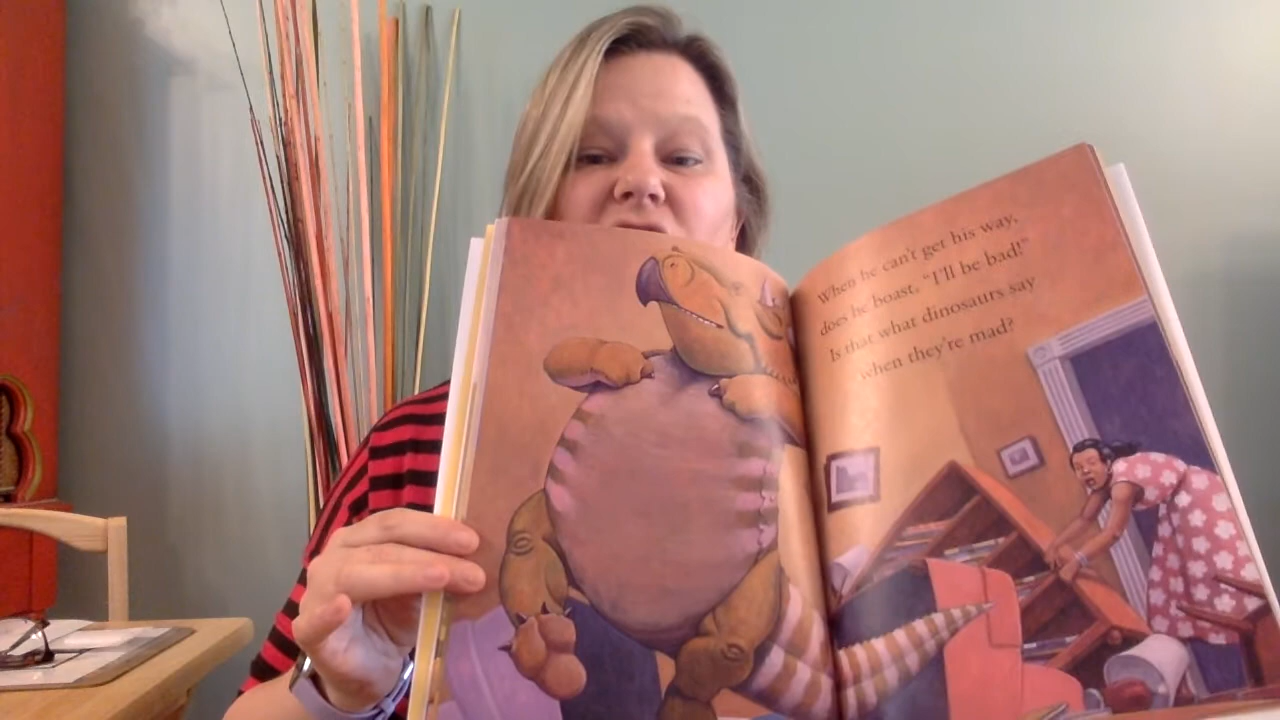 When he can't get his way,
does he boast, "I'll be bad!"
Is that what dinosaurs say
when they're mad?